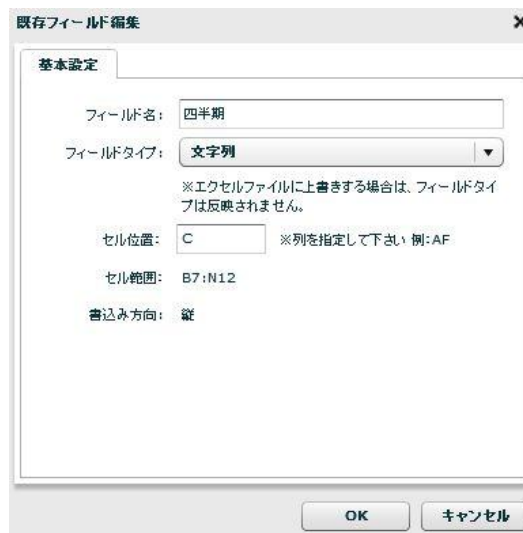 既存フィールド編集
基本設定
フィールド名: 四半期
フィールドタイプ: 文字列
※エクセルファイルに上書きする場合は、フィールドタイ
プは反映されません。
セル位置: C ※列を指定して下さい 例:AF
セル範囲: B7:N12
書込み方向: 縦
OK キャンセル